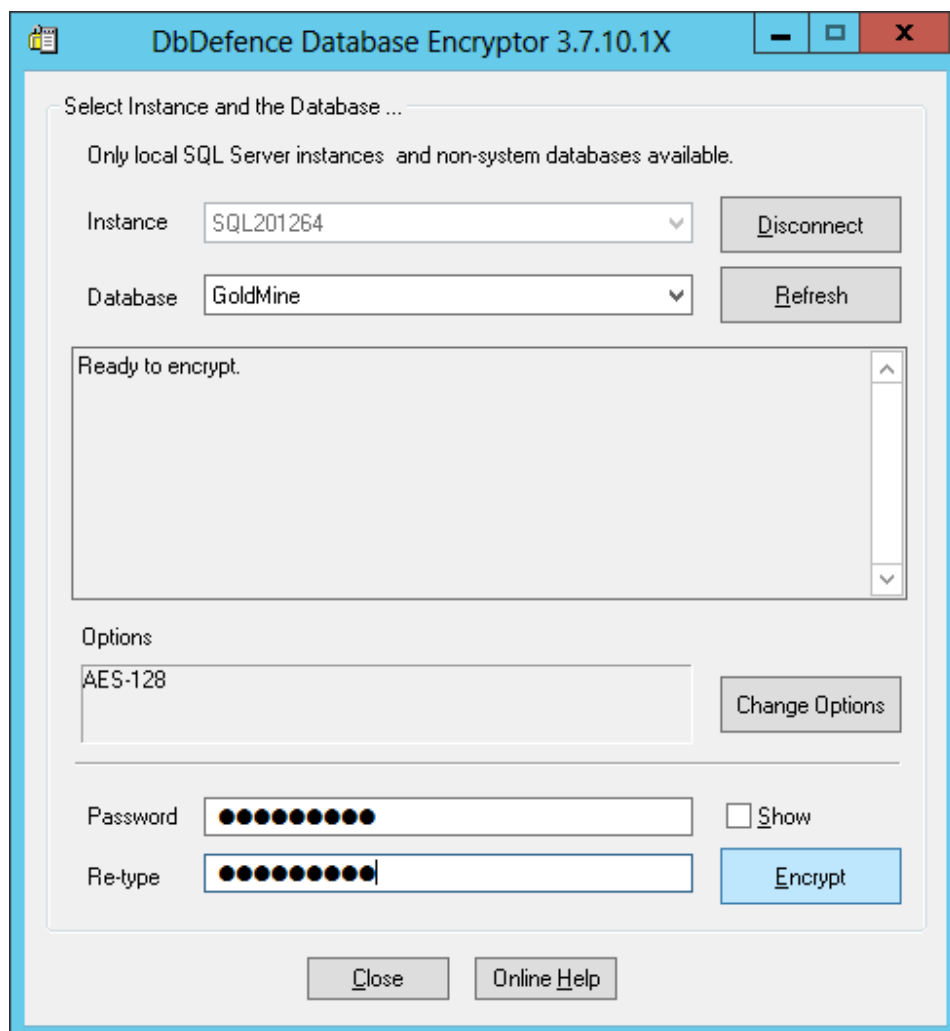 DbDefence Database Encryptor 3.7.10.1X
Select Instance and the Database ...
Only local SQL Server instances and non-system databases available.
Instance SQL201264 Disconnect
Database GoldMine Refresh
Ready to encrypt.
Options
AES-128
Change Options
Password ●●●●●●●●● Show
Re-type ●●●●●●●●● Encrypt
Close Online Help